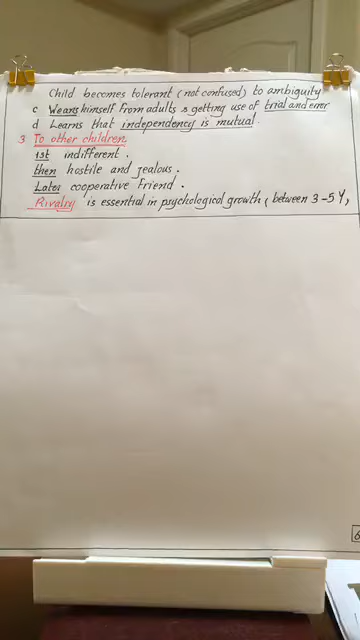 Child becomes tolerant (not confused) to ambiguity
c Weans himself from adults & getting use of trial and error
d Learns that independency is mutual
3 To other children
1st indifferent.
then hostile and jealous.
Later cooperative friend.
Rivalry is essential in psychological growth (between 3-5 Y,
6